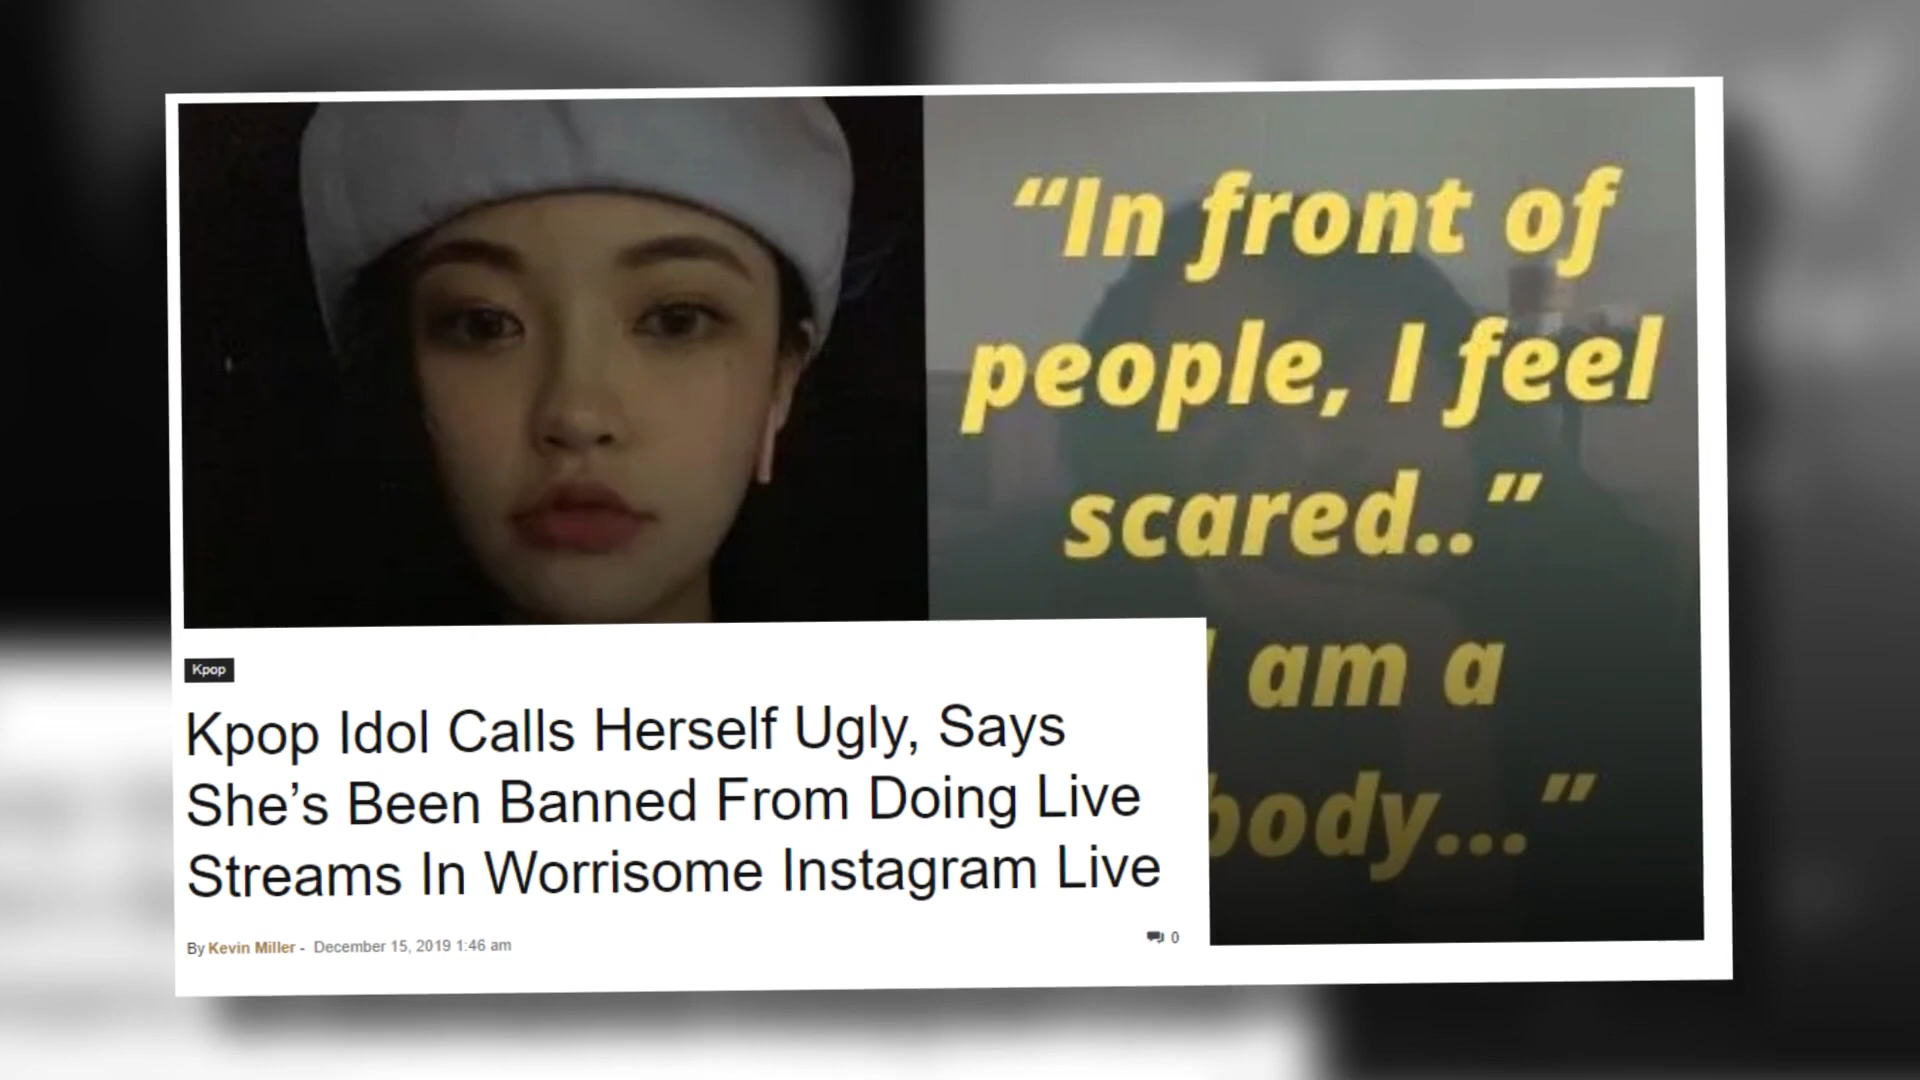 “In front of
people, I feel
scared..”
am a
body...”
Kpop
Kpop Idol Calls Herself Ugly, Says
She’s Been Banned From Doing Live
Streams In Worrisome Instagram Live
By Kevin Miller - December 15, 2019 1:46 am
0